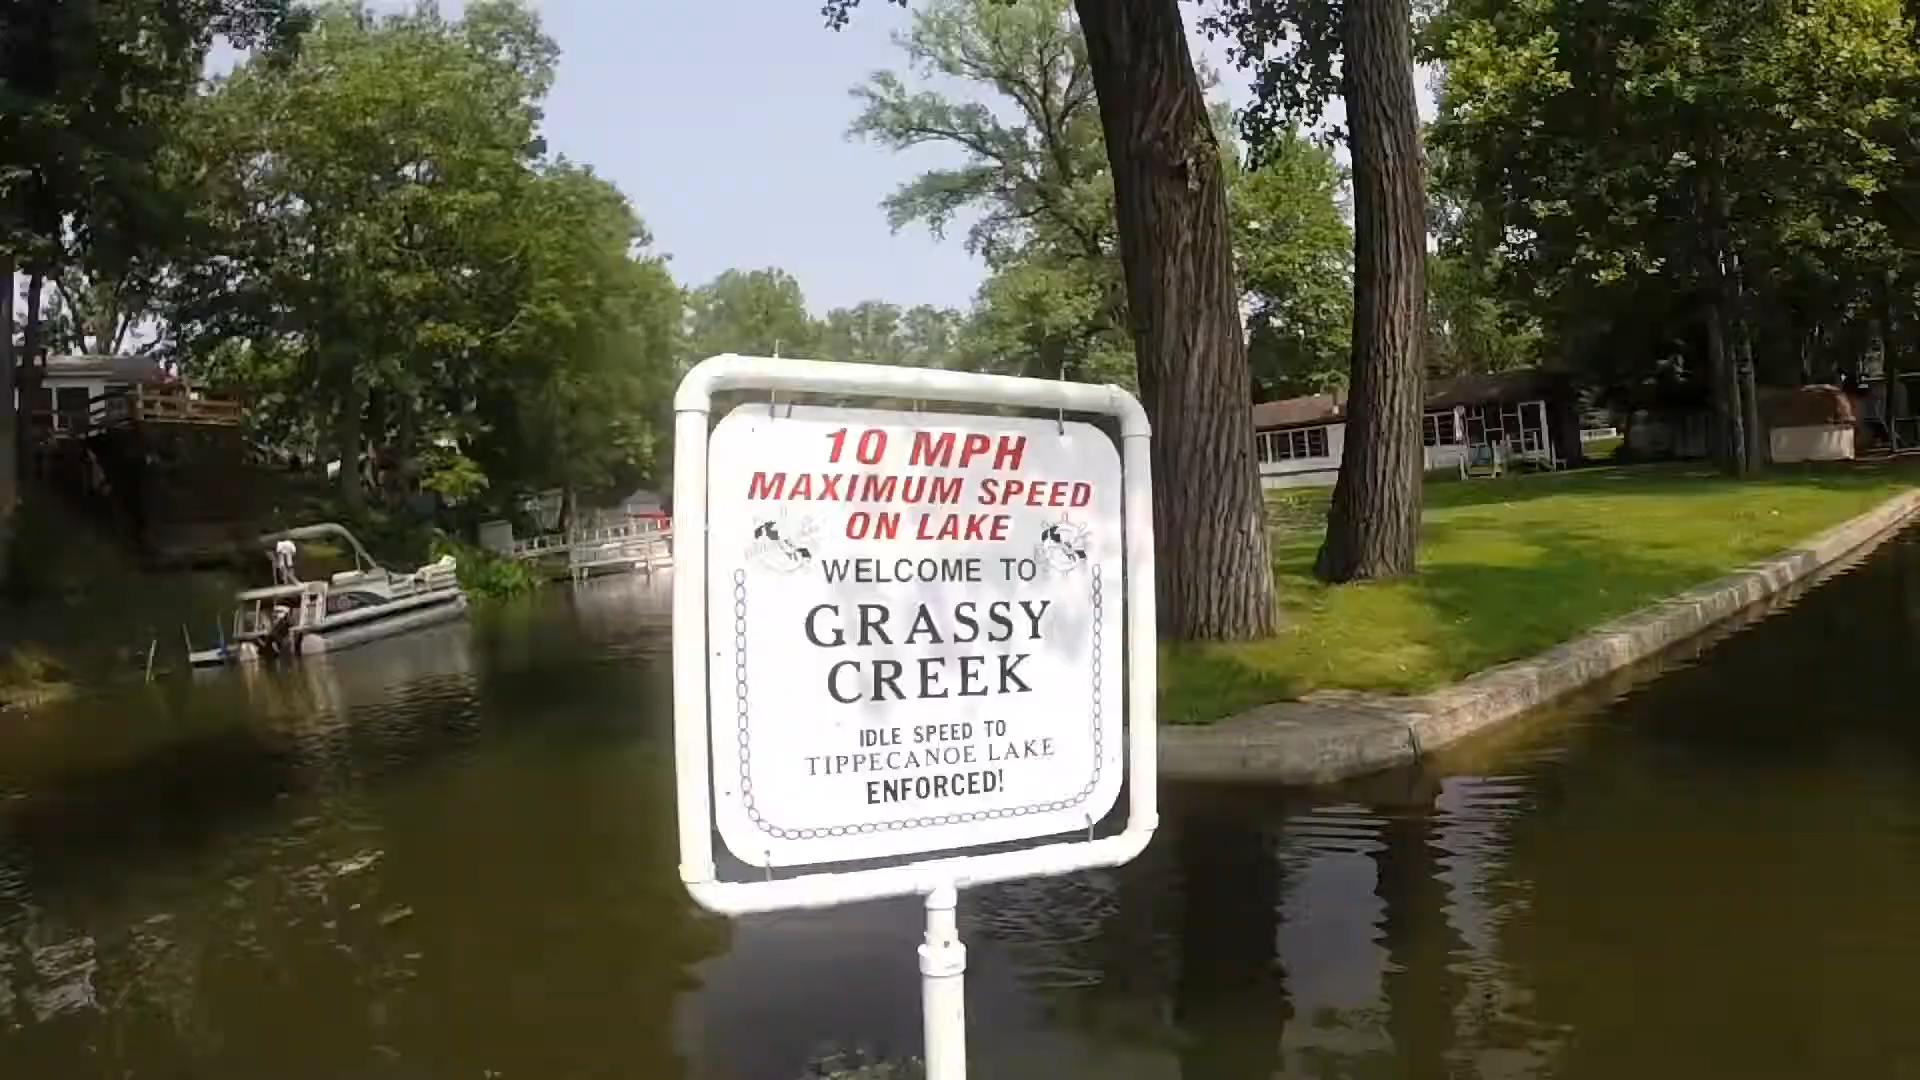 10 MPH
MAXIMUM SPEED
ON LAKE
WELCOME TO
GRASSY
CREEK
IDLE SPEED TO
TIPPECANOE LAKE
ENFORCED!